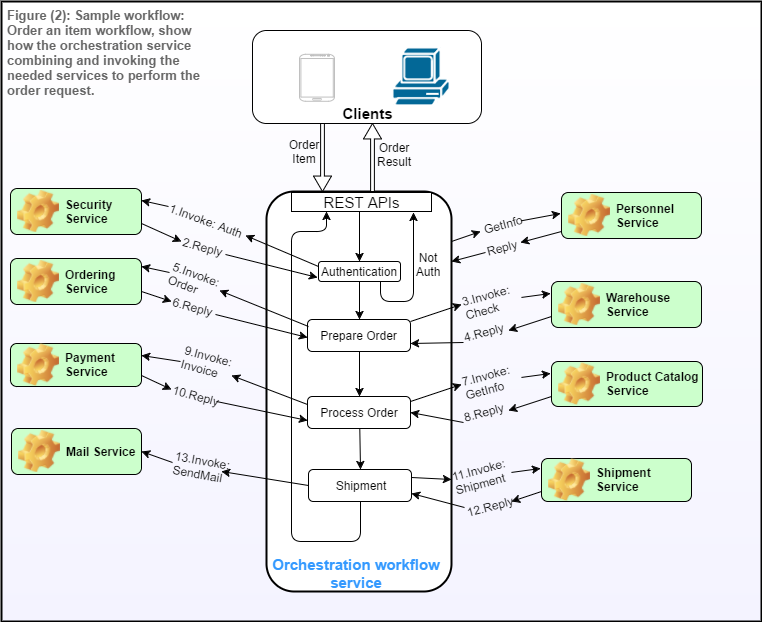 Figure (2): Sample workflow:
Order an item workflow, show
how the orchestration service
combining and invoking the
needed services to perform the
order request.
Clients
Order
Item
Order
Result
REST APIs
Security
Service
1.Invoke: Auth
2.Reply
Authentication
Not
Auth
GetInfo
Reply
Personnel
Service
Ordering
Service
5.Invoke:
Order
6.Reply
Prepare Order
3.Invoke:
Check
4.Reply
Warehouse
Service
Payment
Service
9.Invoke:
Invoice
10.Reply
Process Order
7.Invoke:
GetInfo
8.Reply
Product Catalog
Service
Mail Service
13.Invoke:
SendMail
Shipment
11.Invoke:
Shipment
12.Reply
Shipment
Service
Orchestration workflow
service